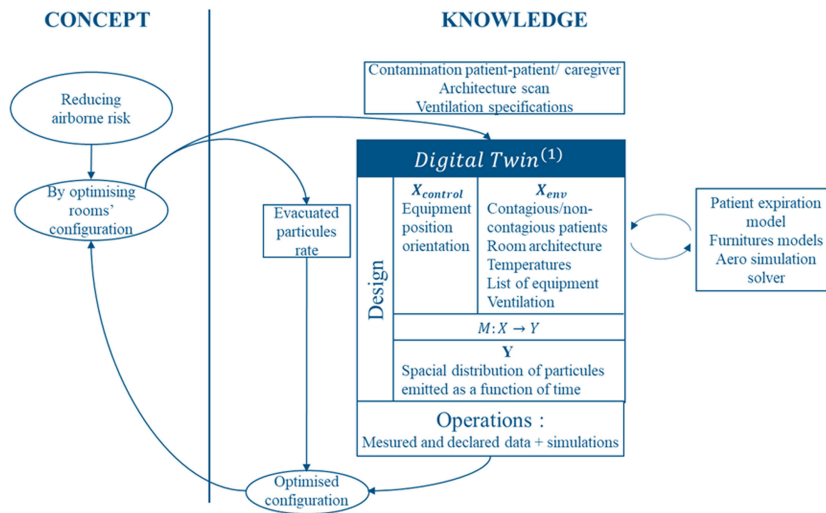 CONCEPT
KNOWLEDGE
Reducing
airborne risk
By optimising
rooms'
configuration
Evacuated
particules
rate
Contamination patient-patient/ caregiver
Architecture scan
Ventilation specifications
Digital Twin(1)
Design
Xcontrol
Equipment
position
orientation
Xenv
Contagious/non-
contagious patients
Room architecture
Temperatures
List of equipment
Ventilation
M: X → Y
Y
Spacial distribution of particules
emitted as a function of time
Operations :
Mesured and declared data + simulations
Patient expiration
model
Furnitures models
Aero simulation
solver
Optimised
configuration